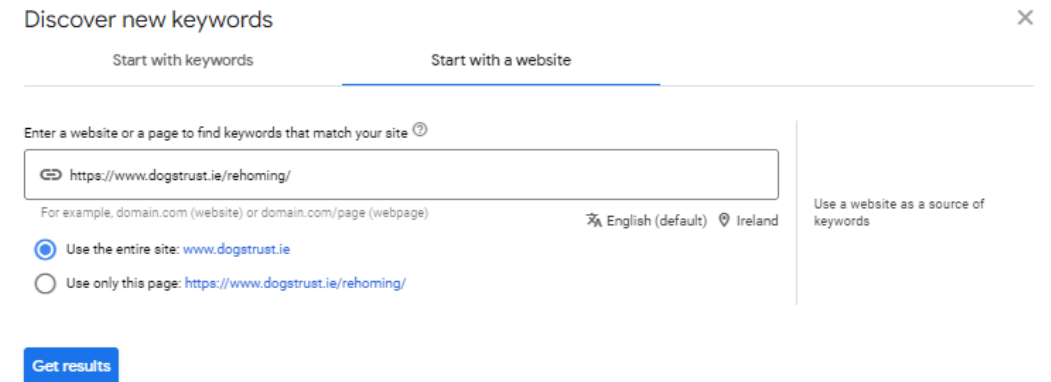 Discover new keywords
Start with keywords
Start with a website
Enter a website or a page to find keywords that match your site
https://www.dogstrust.ie/rehoming/
For example, domain.com (website) or domain.com/page (webpage)
English (default) Ireland
Use a website as a source of
keywords
Use the entire site: www.dogstrust.ie
Use only this page: https://www.dogstrust.ie/rehoming/
Get results